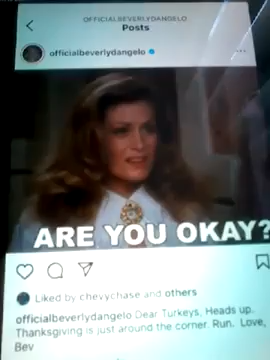 OFFICIALBEVERLYDANGELO
Posts
officialbeverlydangelo
ARE YOU OKAY?
Liked by chevychase and others
officialbeverlydangelo Dear Turkeys, Heads up.
Thanksgiving is just around the corner. Run. Love,
Bev